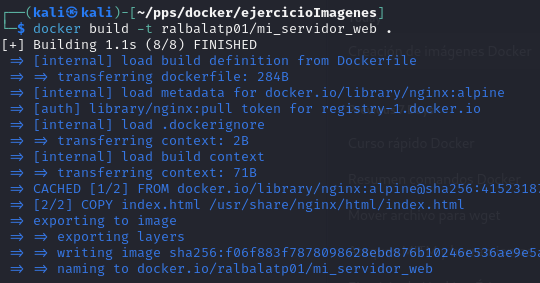 ┌──(kali㉿kali)-[~/pps/docker/ejercicioImagenes]
└─$ docker build -t ralbalatp01/mi_servidor_web .
[+] Building 1.1s (8/8) FINISHED
=> [internal] load build definition from Dockerfile
Creación de imágenes Docker
=> => transferring dockerfile: 284B
=> [internal] load metadata for docker.io/library/nginx:alpine
=> [auth] library/nginx:pull token for registry-1.docker.io
=> [internal] load .dockerignore
=> => transferring context: 2B
Curso rápido Docker
=> [internal] load build context
=> => transferring context: 71B
Resumen comandos Docker
=> CACHED [1/2] FROM docker.io/library/nginx:alpine@sha256:4152318
=> [2/2] COPY index.html /usr/share/nginx/html/index.html
Mover archivo para wget
=> exporting to image
=> => exporting layers
=> => writing image sha256:f06f883f7878098628ebd876b10246e536ae9e5a
=> => naming to docker.io/ralbalatp01/mi_servidor_web